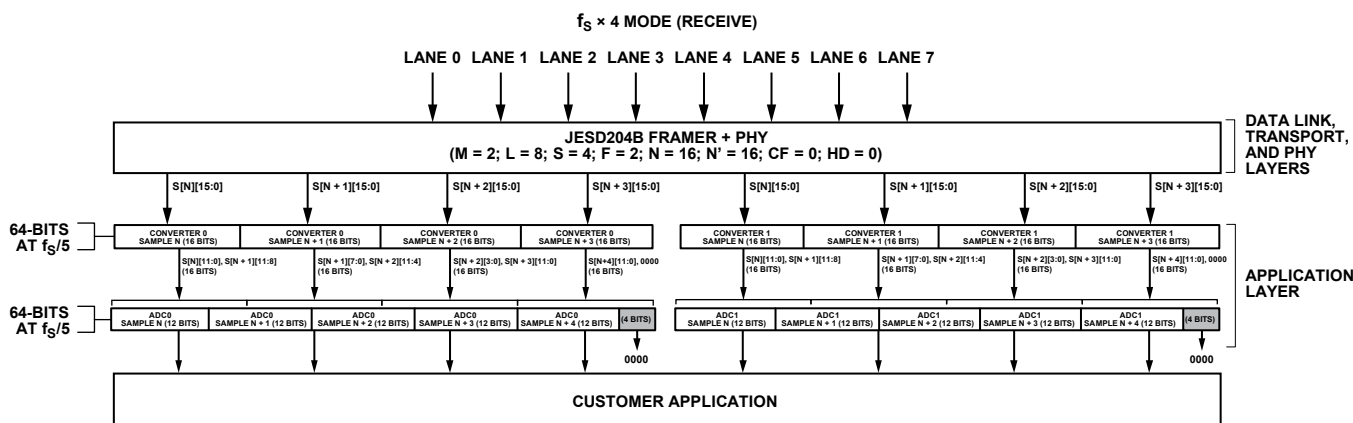 fS × 4 MODE (RECEIVE)
LANE 0 LANE 1 LANE 2 LANE 3 LANE 4 LANE 5 LANE 6 LANE 7
JESD204B FRAMER + PHY
(M = 2; L = 8; S = 4; F = 2; N = 16; N' = 16; CF = 0; HD = 0)
DATA LINK,
TRANSPORT,
AND PHY
LAYERS
S[N][15:0] S[N + 1][15:0] S[N + 2][15:0] S[N + 3][15:0] S[N][15:0] S[N + 1][15:0] S[N + 2][15:0] S[N + 3][15:0]
64-BITS
AT fS/5
CONVERTER 0 CONVERTER 0 CONVERTER 0 CONVERTER 0 CONVERTER 1 CONVERTER 1 CONVERTER 1 CONVERTER 1
SAMPLE N (16 BITS) SAMPLE N + 1 (16 BITS) SAMPLE N + 2 (16 BITS) SAMPLE N + 3 (16 BITS) SAMPLE N (16 BITS) SAMPLE N + 1 (16 BITS) SAMPLE N + 2 (16 BITS) SAMPLE N + 3 (16 BITS)
S[N][11:0], S[N + 1][11:8] S[N + 1][7:0], S[N + 2][11:4] S[N + 2][3:0], S[N + 3][11:0] S[N+4][11:0], 0000 S[N][11:0], S[N + 1][11:8] S[N + 1][7:0], S[N + 2][11:4] S[N + 2][3:0], S[N + 3][11:0] S[N + 4][11:0], 0000
(16 BITS) (16 BITS) (16 BITS) (16 BITS) (16 BITS) (16 BITS) (16 BITS) (16 BITS)
APPLICATION
LAYER
64-BITS
AT fS/5
ADC0 ADC0 ADC0 ADC0 ADC0 ADC1 ADC1 ADC1 ADC1 ADC1
SAMPLE N (12 BITS) SAMPLE N + 1 (12 BITS) SAMPLE N + 2 (12 BITS) SAMPLE N + 3 (12 BITS) SAMPLE N + 4 (12 BITS) (4 BITS) SAMPLE N (12 BITS) SAMPLE N + 1 (12 BITS) SAMPLE N + 2 (12 BITS) SAMPLE N + 3 (12 BITS) SAMPLE N + 4 (12 BITS) (4 BITS)
0000 0000
CUSTOMER APPLICATION